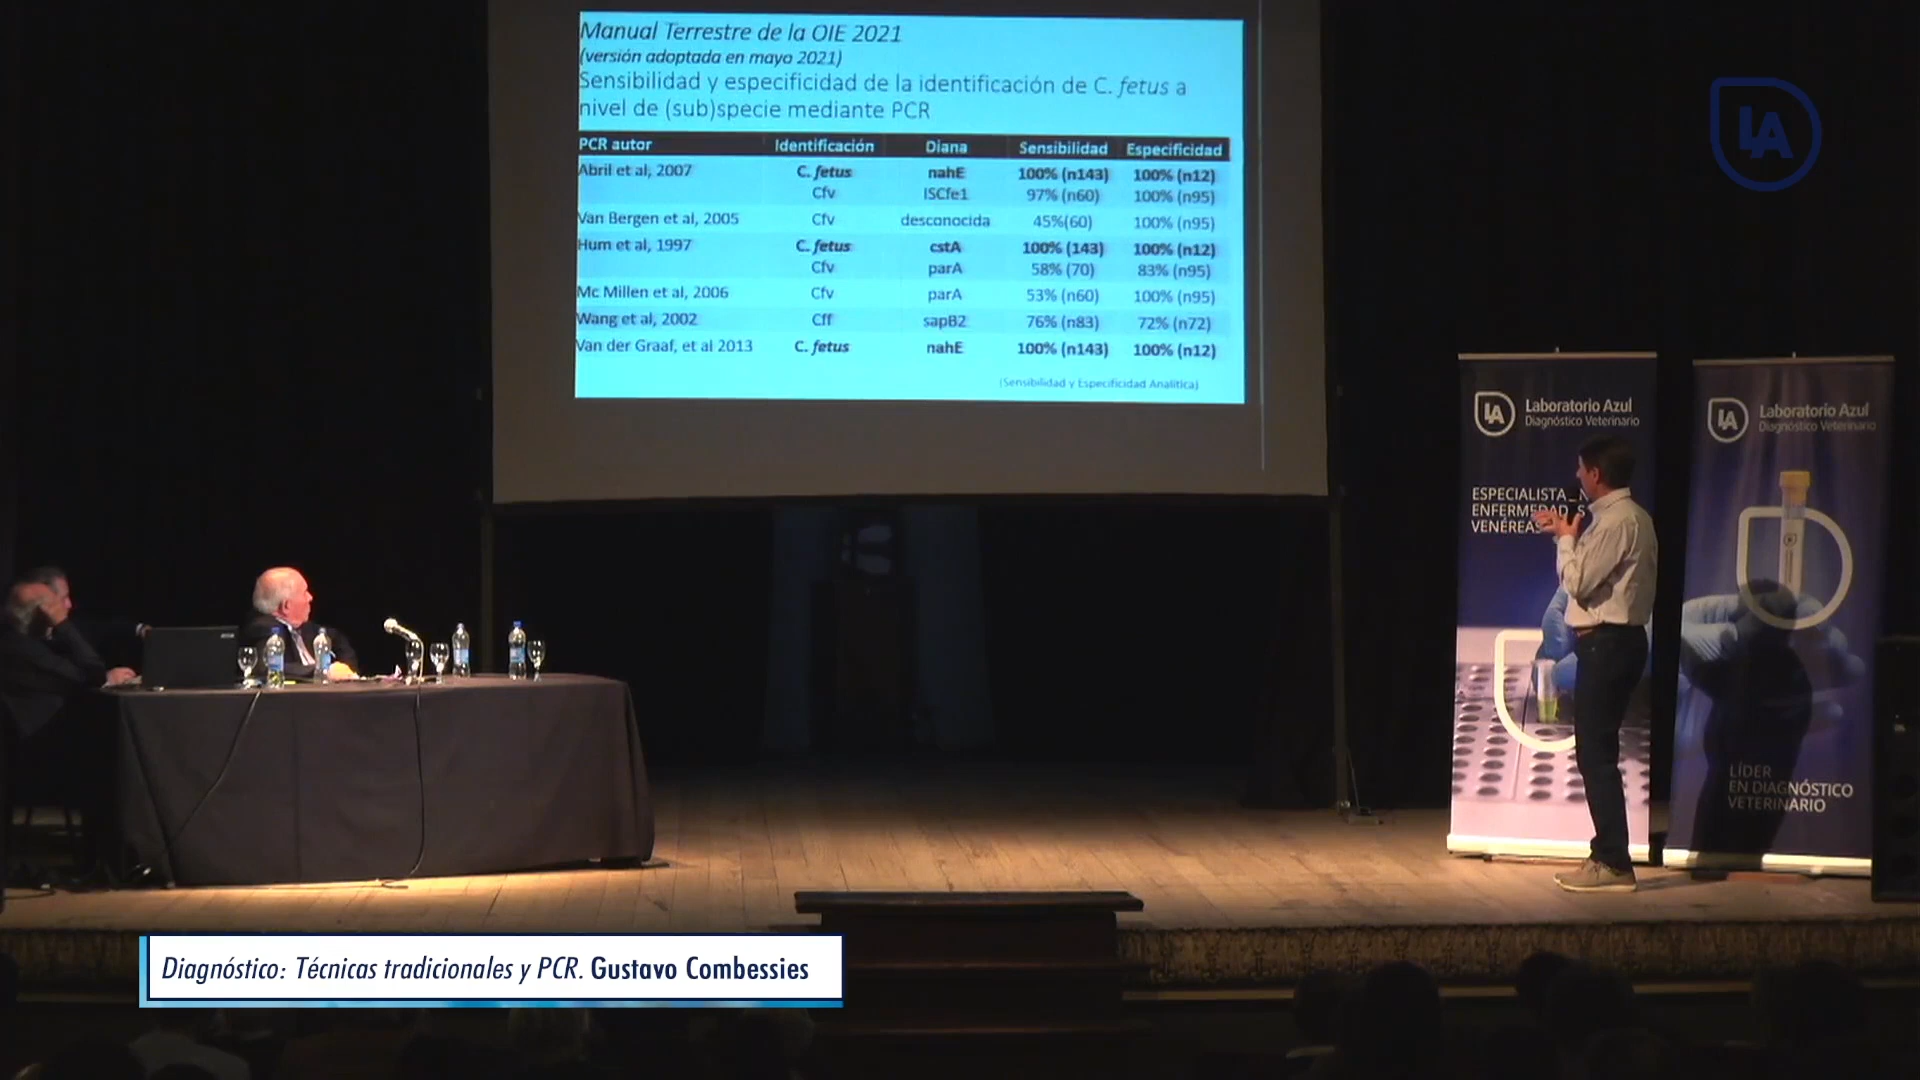 Manual Terrestre de la OIE 2021
(versión adoptada en mayo 2021)
Sensibilidad y especificidad de la identificación de C. fetus a
nivel de (sub)specie mediante PCR
PCR autor Identificación Diana Sensibilidad Especificidad
Abril et al, 2007 C. fetus nahE 100% (n143) 100% (n12)
Cfv ISCfe1 97% (n60) 100% (n95)
Van Bergen et al, 2005 Cfv desconocida 45%(60) 100% (n95)
Hum et al, 1997 C. fetus cstA 100% (143) 100% (n12)
Cfv parA 58% (70) 83% (n95)
Mc Millen et al, 2006 Cfv parA 53% (n60) 100% (n95)
Wang et al, 2002 Cff sapB2 76% (n83) 72% (n72)
Van der Graaf, et al 2013 C. fetus nahE 100% (n143) 100% (n12)
(Sensibilidad y Especificidad Analítica)
LA
LA Laboratorio Azul
Diagnóstico Veterinario
ESPECIALISTA
ENFERMEDAD S
VENÉREAS
LA Laboratorio Azul
Diagnóstico Veterinario
LÍDER
EN DIAGNÓSTICO
VETERINARIO
Diagnóstico: Técnicas tradicionales y PCR. Gustavo Combessies